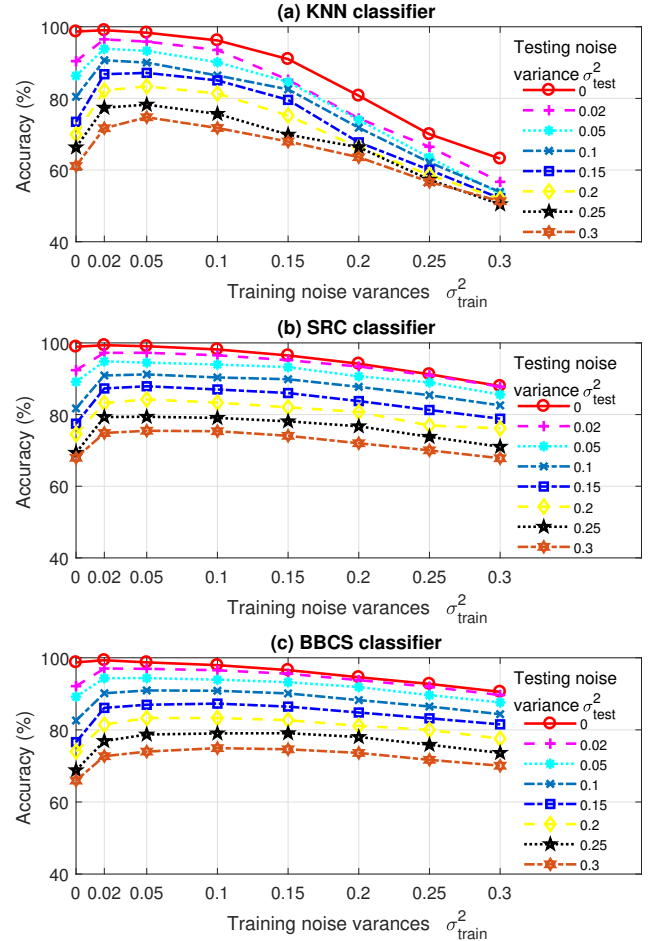 (a) KNN classifier
Accuracy (%)
100
80
60
40
0 0.02 0.05 0.1 0.15 0.2 0.25 0.3
Training noise varances σ²train
Testing noise
variance σ²test
0
0.02
0.05
0.1
0.15
0.2
0.25
0.3
(b) SRC classifier
Accuracy (%)
100
80
60
40
0 0.02 0.05 0.1 0.15 0.2 0.25 0.3
Training noise varances σ²train
Testing noise
variance σ²test
0
0.02
0.05
0.1
0.15
0.2
0.25
0.3
(c) BBCS classifier
Accuracy (%)
100
80
60
40
0 0.02 0.05 0.1 0.15 0.2 0.25 0.3
Training noise varances σ²train
Testing noise
variance σ²test
0
0.02
0.05
0.1
0.15
0.2
0.25
0.3